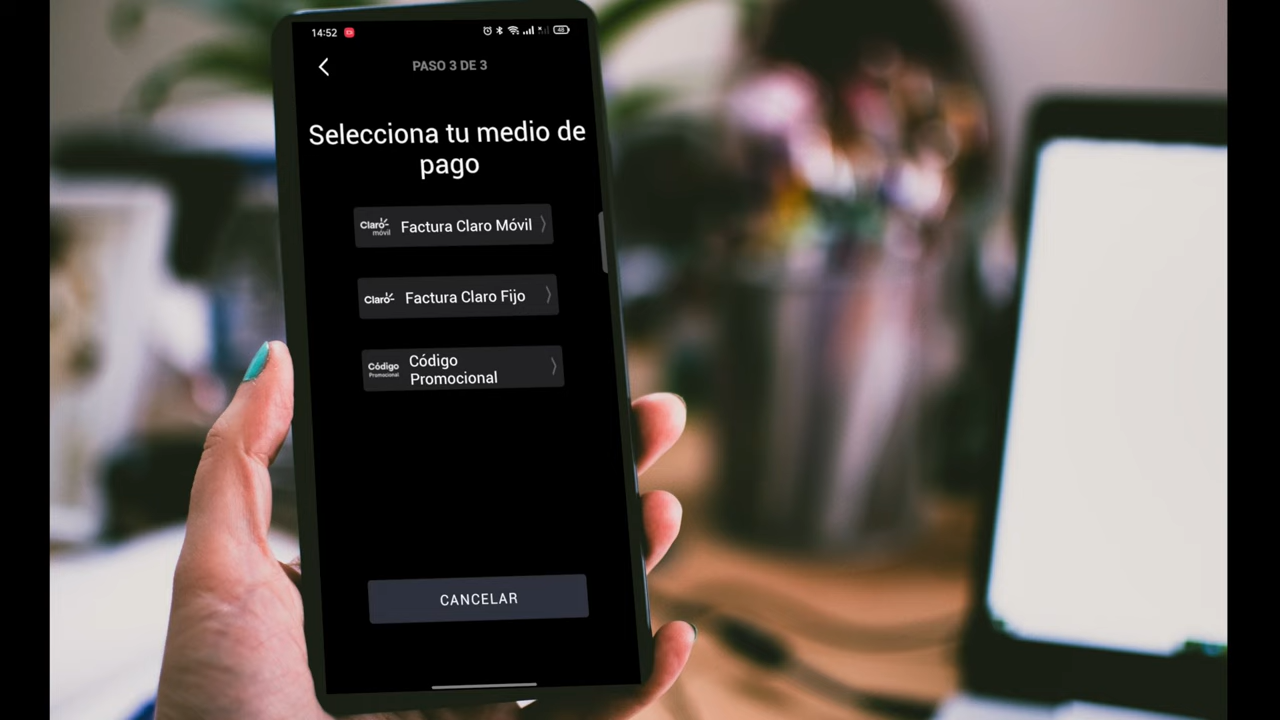 14:52
48
PASO 3 DE 3
Selecciona tu medio de
pago
Claro
móvil
Factura Claro Móvil
Claro
Factura Claro Fijo
Código
Promocional
Código
Promocional
CANCELAR